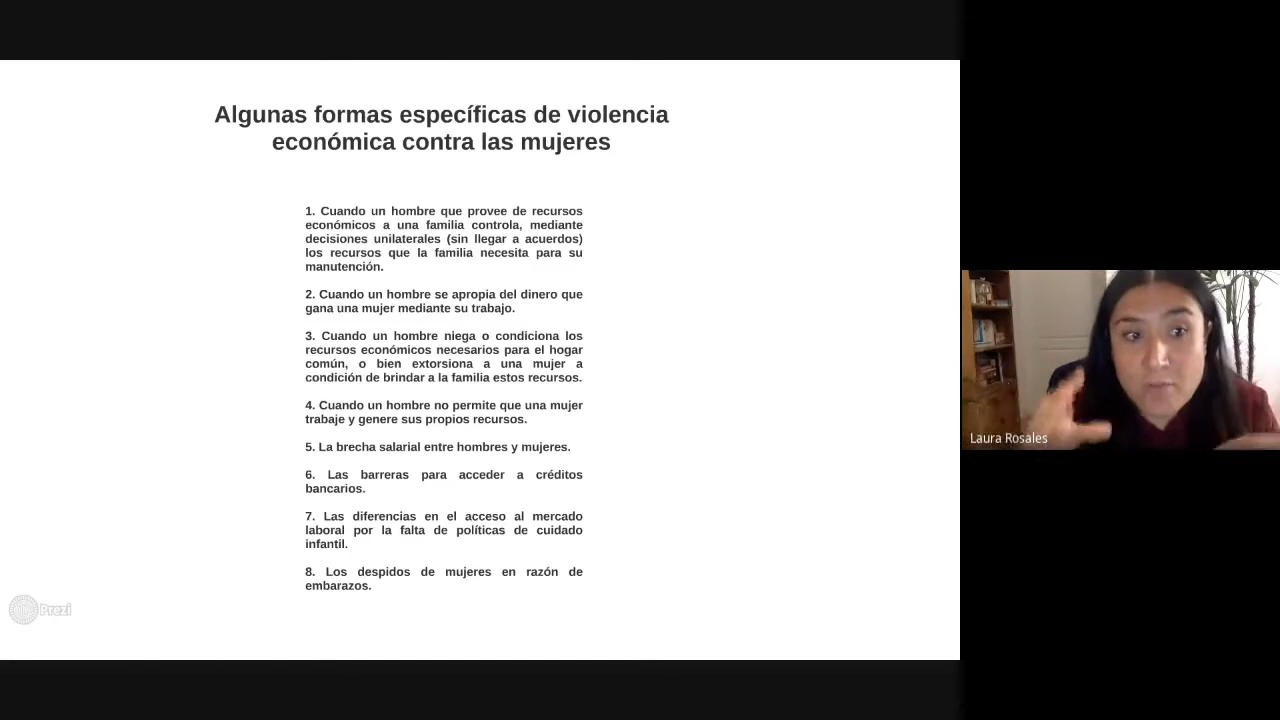 Algunas formas específicas de violencia
económica contra las mujeres
1. Cuando un hombre que provee de recursos
económicos a una familia controla, mediante
decisiones unilaterales (sin llegar a acuerdos)
los recursos que la familia necesita para su
manutención.
2. Cuando un hombre se apropia del dinero que
gana una mujer mediante su trabajo.
3. Cuando un hombre niega o condiciona los
recursos económicos necesarios para el hogar
común, o bien extorsiona a una mujer a
condición de brindar a la familia estos recursos.
4. Cuando un hombre no permite que una mujer
trabaje y genere sus propios recursos.
5. La brecha salarial entre hombres y mujeres.
6. Las barreras para acceder a créditos
bancarios.
7. Las diferencias en el acceso al mercado
laboral por la falta de políticas de cuidado
infantil.
8. Los despidos de mujeres en razón de
embarazos.
Prezi
Laura Rosales